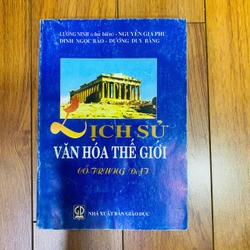 LƯƠNG NINH (chủ biên) - NGUYỄN GIA PHU
ĐINH NGỌC BẢO - DƯƠNG DUY BẰNG
LỊCH SỬ
VĂN HÓA THẾ GIỚI
CỔ TRUNG ĐẠI
GD
NHÀ XUẤT BẢN GIÁO DỤC